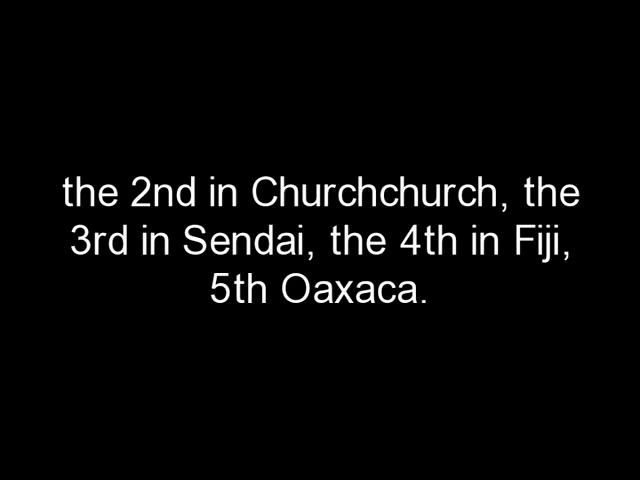 the 2nd in Churchchurch, the
3rd in Sendai, the 4th in Fiji,
5th Oaxaca.